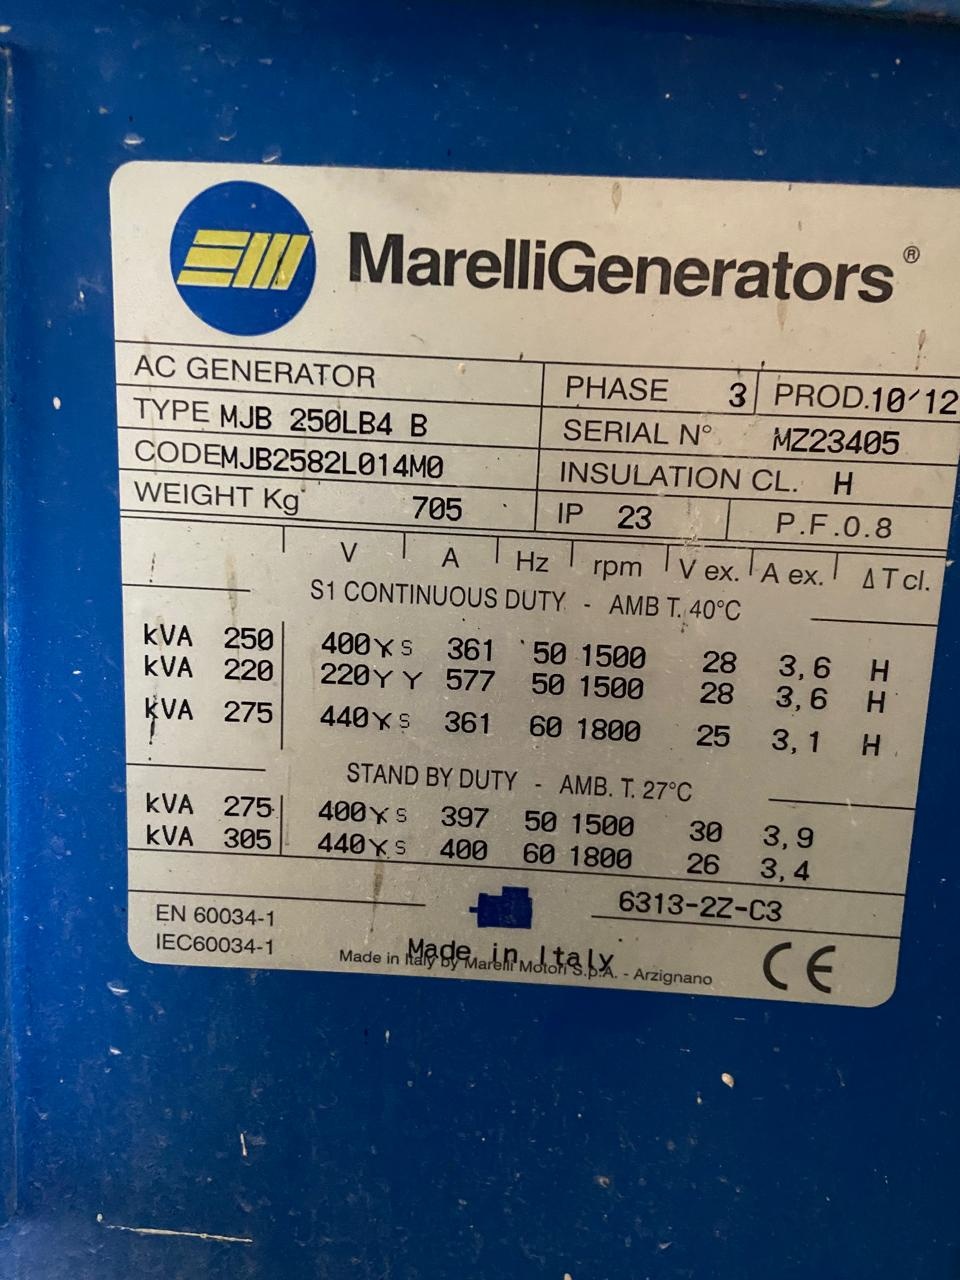 MarelliGenerators®
AC GENERATOR
PHASE 3 PROD.10/12
TYPE MJB 250LB4 B
SERIAL N° MZ23405
CODE MJB2582L014M0
INSULATION CL. H
WEIGHT Kg 705
IP 23 P.F.0.8
V A Hz rpm V ex. A ex. ΔT cl.
S1 CONTINUOUS DUTY - AMB T. 40°C
kVA 250 400Y S 361 50 1500 28 3,6 H
kVA 220 220Y Y 577 50 1500 28 3,6 H
kVA 275 440Y S 361 60 1800 25 3,1 H
STAND BY DUTY - AMB. T. 27°C
kVA 275 400Y S 397 50 1500 30 3,9
kVA 305 440Y S 400 60 1800 26 3,4
6313-2Z-C3
EN 60034-1
IEC60034-1
Made in Italy
Made in Italy by Marelli Motori S.p.A. - Arzignano
CE